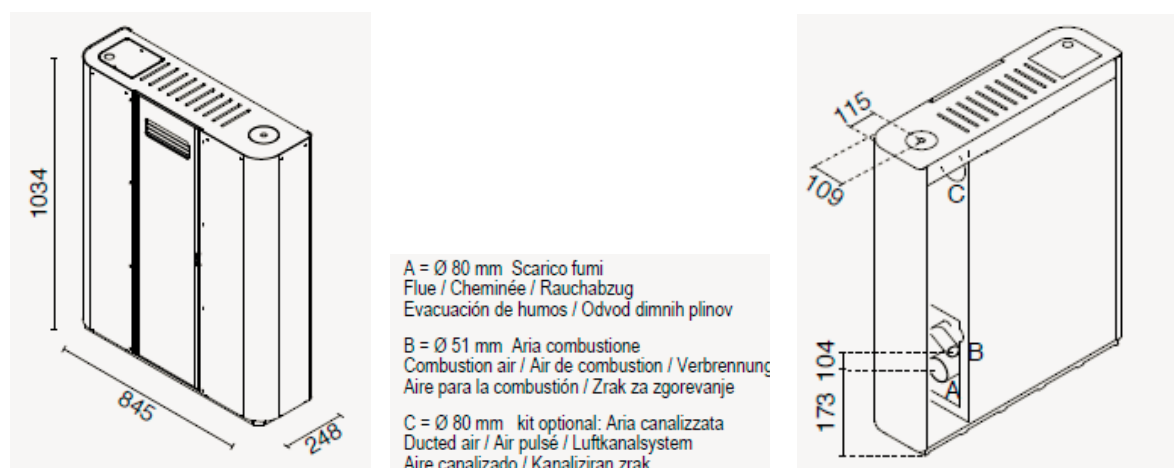 1034
845
248
A = Ø 80 mm Scarico fumi
Flue / Cheminée / Rauchabzug
Evacuación de humos / Odvod dimnih plinov
B = Ø 51 mm Aria combustione
Combustion air / Air de combustion / Verbrennung
Aire para la combustión / Zrak za zgorevanje
C = Ø 80 mm kit optional: Aria canalizzata
Ducted air / Air pulsé / Luftkanalsystem
Aire canalizado / Kanaliziran zrak
115
109
C
104
B
A
173